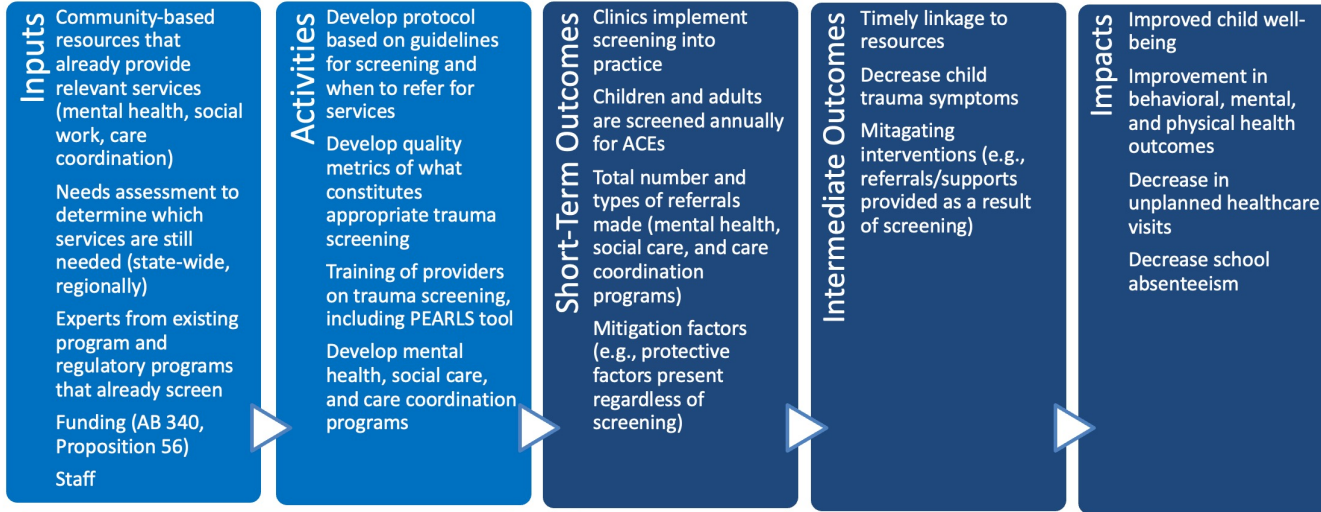 Inputs
Community-based
resources that
already provide
relevant services
(mental health, social
work, care
coordination)
Needs assessment to
determine which
services are still
needed (state-wide,
regionally)
Experts from existing
program and
regulatory programs
that already screen
Funding (AB 340,
Proposition 56)
Staff
Activities
Develop protocol
based on guidelines
for screening and
when to refer for
services
Develop quality
metrics of what
constitutes
appropriate trauma
screening
Training of providers
on trauma screening,
including PEARLS tool
Develop mental
health, social care,
and care coordination
programs
Short-Term Outcomes
Clinics implement
screening into
practice
Children and adults
are screened annually
for ACEs
Total number and
types of referrals
made (mental health,
social care, and care
coordination
programs)
Mitigation factors
(e.g., protective
factors present
regardless of
screening)
Intermediate Outcomes
Timely linkage to
resources
Decrease child
trauma symptoms
Mitagating
interventions (e.g.,
referrals/supports
provided as a result
of screening)
Impacts
Improved child well-
being
Improvement in
behavioral, mental,
and physical health
outcomes
Decrease in
unplanned healthcare
visits
Decrease school
absenteeism